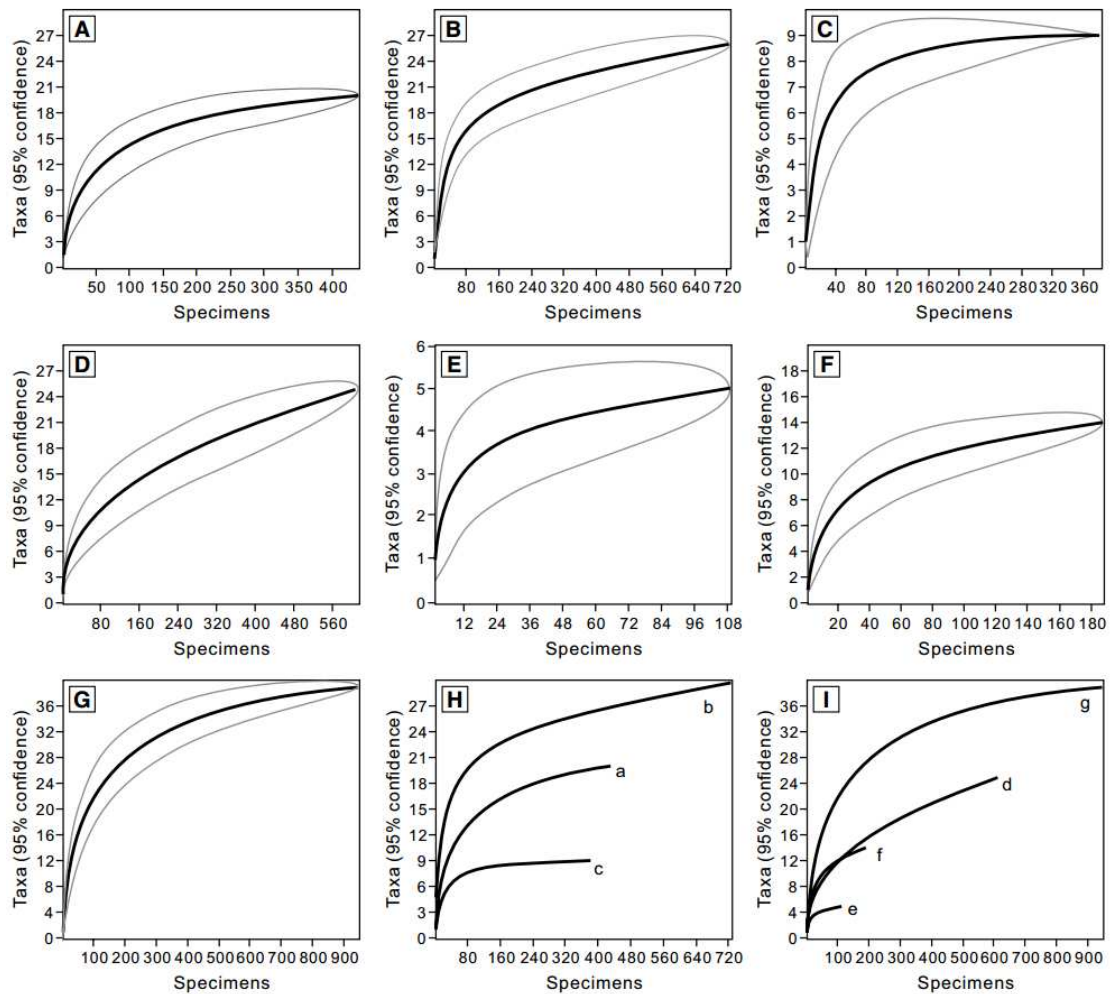 A
Taxa (95% confidence)
27
24
21
18
15
12
9
6
3
0
50 100 150 200 250 300 350 400
Specimens
B
Taxa (95% confidence)
27
24
21
18
15
12
9
6
3
0
80 160 240 320 400 480 560 640 720
Specimens
C
Taxa (95% confidence)
9
8
7
6
5
4
3
2
1
0
40 80 120 160 200 240 280 320 360
Specimens
D
Taxa (95% confidence)
27
24
21
18
15
12
9
6
3
0
80 160 240 320 400 480 560
Specimens
E
Taxa (95% confidence)
6
5
4
3
2
1
0
12 24 36 48 60 72 84 96 108
Specimens
F
Taxa (95% confidence)
18
16
14
12
10
8
6
4
2
0
20 40 60 80 100 120 140 160 180
Specimens
G
Taxa (95% confidence)
36
32
28
24
20
16
12
8
4
0
100 200 300 400 500 600 700 800 900
Specimens
H
Taxa (95% confidence)
27
24
21
18
15
12
9
6
3
0
b
a
c
80 160 240 320 400 480 560 640 720
Specimens
I
Taxa (95% confidence)
36
32
28
24
20
16
12
8
4
0
g
d
f
e
100 200 300 400 500 600 700 800 900
Specimens